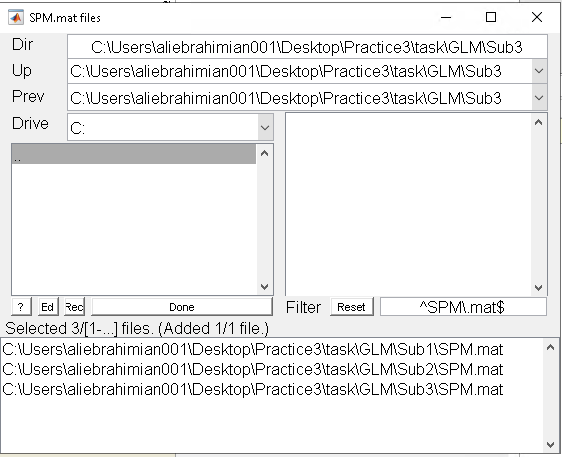 SPM.mat files
Dir C:\Users\aliebrahimian001\Desktop\Practice3\task\GLM\Sub3
Up C:\Users\aliebrahimian001\Desktop\Practice3\task\GLM\Sub3
Prev C:\Users\aliebrahimian001\Desktop\Practice3\task\GLM\Sub3
Drive C:
..
? Ed Rec Done Filter Reset ^SPM\.mat$
Selected 3/[1-...] files. (Added 1/1 file.)
C:\Users\aliebrahimian001\Desktop\Practice3\task\GLM\Sub1\SPM.mat
C:\Users\aliebrahimian001\Desktop\Practice3\task\GLM\Sub2\SPM.mat
C:\Users\aliebrahimian001\Desktop\Practice3\task\GLM\Sub3\SPM.mat